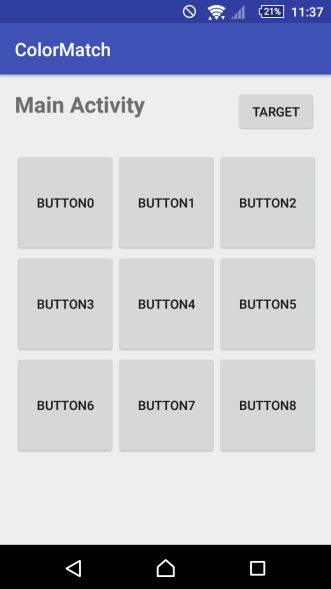 21% 11:37
ColorMatch
Main Activity TARGET
BUTTON0 BUTTON1 BUTTON2
BUTTON3 BUTTON4 BUTTON5
BUTTON6 BUTTON7 BUTTON8